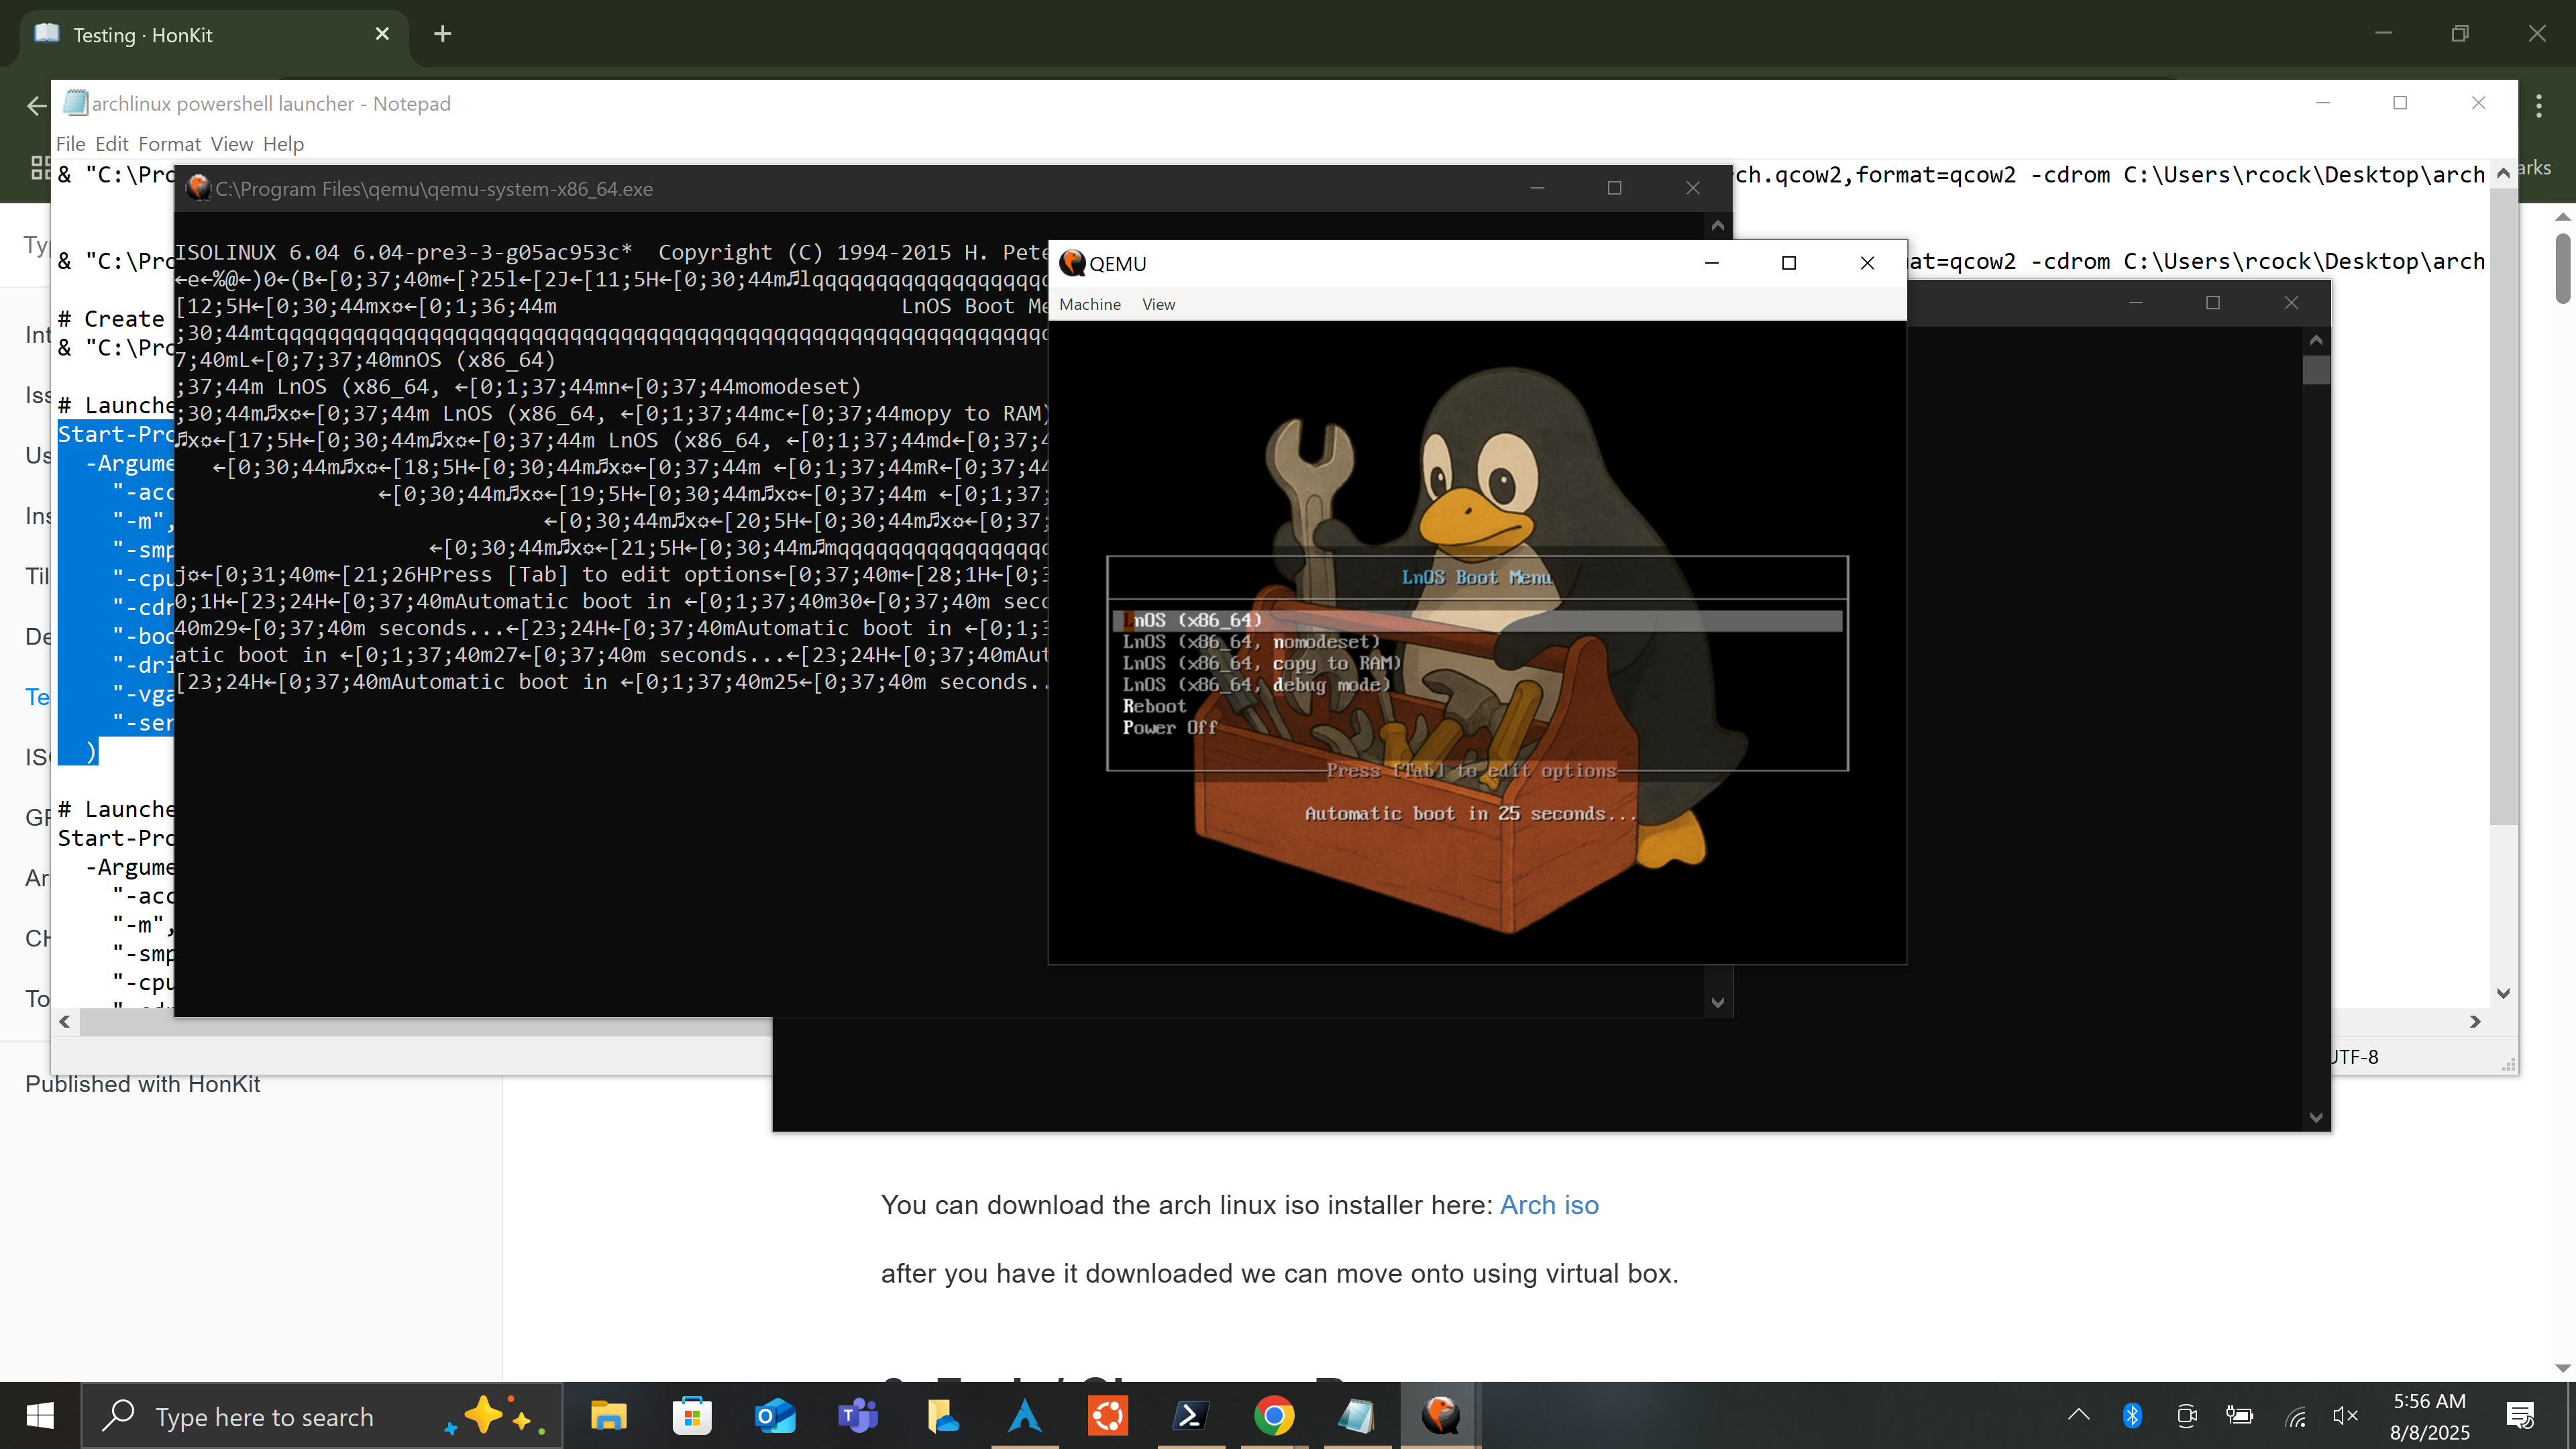 Testing · HonKit
archlinux powershell launcher - Notepad
File Edit Format View Help
arks
& "C:\Pro
rch.qcow2,format=qcow2 -cdrom C:\Users\rcock\Desktop\arch
& "C:\Pro
mat=qcow2 -cdrom C:\Users\rcock\Desktop\arch
# Create
& "C:\Pro
# Launche
Start-Pro
-Argume
"-acc
"-m",
"-smp
"-cpu
"-cdr
"-boo
"-dri
"-vga
"-ser
)
# Launche
Start-Pro
-Argume
"-acc
"-m",
"-smp
"-cpu
UTF-8
C:\Program Files\qemu\qemu-system-x86_64.exe
ISOLINUX 6.04 6.04-pre3-3-g05ac953c*  Copyright (C) 1994-2015 H. Pete
←e←%@←)0←(B←[0;37;40m←[?25l←[2J←[11;5H←[0;30;44m♬lqqqqqqqqqqqqqqqqqqq
[12;5H←[0;30;44mx☼←[0;1;36;44m                              LnOS Boot Me
;30;44mtqqqqqqqqqqqqqqqqqqqqqqqqqqqqqqqqqqqqqqqqqqqqqqqqqqqqqqqqqqqqq
7;40mL←[0;7;37;40mnOS (x86_64)
;37;44m LnOS (x86_64, ←[0;1;37;44mn←[0;37;44momodeset)
;30;44m♬x☼←[0;37;44m LnOS (x86_64, ←[0;1;37;44mc←[0;37;44mopy to RAM)
♬x☼←[17;5H←[0;30;44m♬x☼←[0;37;44m LnOS (x86_64, ←[0;1;37;44md←[0;37;4
←[0;30;44m♬x☼←[18;5H←[0;30;44m♬x☼←[0;37;44m ←[0;1;37;44mR←[0;37;44
←[0;30;44m♬x☼←[19;5H←[0;30;44m♬x☼←[0;37;44m ←[0;1;37;
←[0;30;44m♬x☼←[20;5H←[0;30;44m♬x☼←[0;37;
←[0;30;44m♬x☼←[21;5H←[0;30;44m♬mqqqqqqqqqqqqqqqq
j☼←[0;31;40m←[21;26HPress [Tab] to edit options←[0;37;40m←[28;1H←[0;3
0;1H←[23;24H←[0;37;40mAutomatic boot in ←[0;1;37;40m30←[0;37;40m seco
40m29←[0;37;40m seconds...←[23;24H←[0;37;40mAutomatic boot in ←[0;1;3
atic boot in ←[0;1;37;40m27←[0;37;40m seconds...←[23;24H←[0;37;40mAut
[23;24H←[0;37;40mAutomatic boot in ←[0;1;37;40m25←[0;37;40m seconds..
QEMU
Machine View
LnOS Boot Menu
LnOS (x86_64)
LnOS (x86_64, nomodeset)
LnOS (x86_64, copy to RAM)
LnOS (x86_64, debug mode)
Reboot
Power Off
Press [Tab] to edit options
Automatic boot in 25 seconds...
Typ
Int
Iss
Us
Ins
Til
De
Te
ISO
GP
Ar
CH
To
Published with HonKit
You can download the arch linux iso installer here: Arch iso
after you have it downloaded we can move onto using virtual box.
Type here to search
5:56 AM
8/8/2025